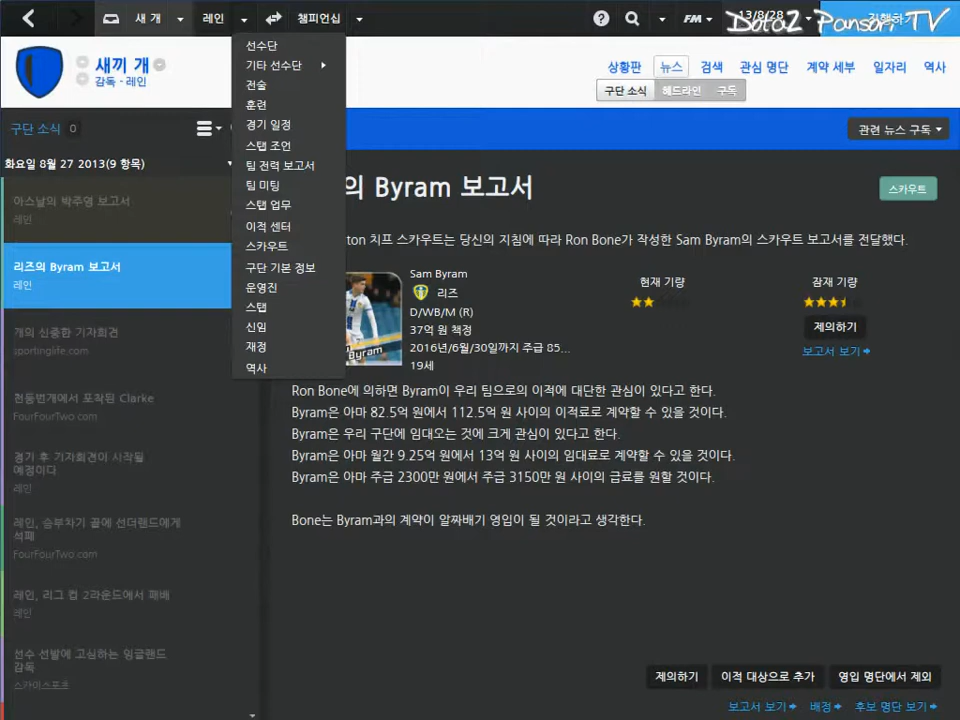 새 개
레인
챔피언십
FM
13/8/28
Dota2 Pansori TV
새끼 개
감독 - 레인
상황판
뉴스
검색
관심 명단
계약 세부
일자리
역사
구단 소식
헤드라인
구독
구단 소식 0
관련 뉴스 구독
화요일 8월 27 2013(9 항목)
아스날의 박주영 보고서
레인
리즈의 Byram 보고서
레인
개의 신중한 기자회견
sportinglife.com
전등번개에서 포착된 Clarke
FourFourTwo.com
경기 후 기자회견이 시작될
예정이다
레인
레인, 승부차기 끝에 선더랜드에게
석패
FourFourTwo.com
레인, 리그 컵 2라운드에서 패배
레인
선수 선발에 고심하는 잉글랜드
감독
스카이스포츠
선수단
기타 선수단
전술
훈련
경기 일정
스탭 조언
팀 전력 보고서
팀 미팅
스탭 업무
이적 센터
스카우트
구단 기본 정보
운영진
스탭
신임
재정
역사
의 Byram 보고서
스카우트
ton 치프 스카우트는 당신의 지침에 따라 Ron Bone가 작성한 Sam Byram의 스카우트 보고서를 전달했다.
Byram
Sam Byram
리즈
D/WB/M (R)
37억 원 책정
2016년/6월/30일까지 주급 85...
19세
현재 기량
잠재 기량
제의하기
보고서 보기
Ron Bone에 의하면 Byram이 우리 팀으로의 이적에 대단한 관심이 있다고 한다.
Byram은 아마 82.5억 원에서 112.5억 원 사이의 이적료로 계약할 수 있을 것이다.
Byram은 우리 구단에 임대오는 것에 크게 관심이 있다고 한다.
Byram은 아마 월간 9.25억 원에서 13억 원 사이의 임대료로 계약할 수 있을 것이다.
Byram은 아마 주급 2300만 원에서 주급 3150만 원 사이의 급료를 원할 것이다.
Bone는 Byram과의 계약이 알짜배기 영입이 될 것이라고 생각한다.
제의하기
이적 대상으로 추가
영입 명단에서 제외
보고서 보기
배정
후보 명단 보기